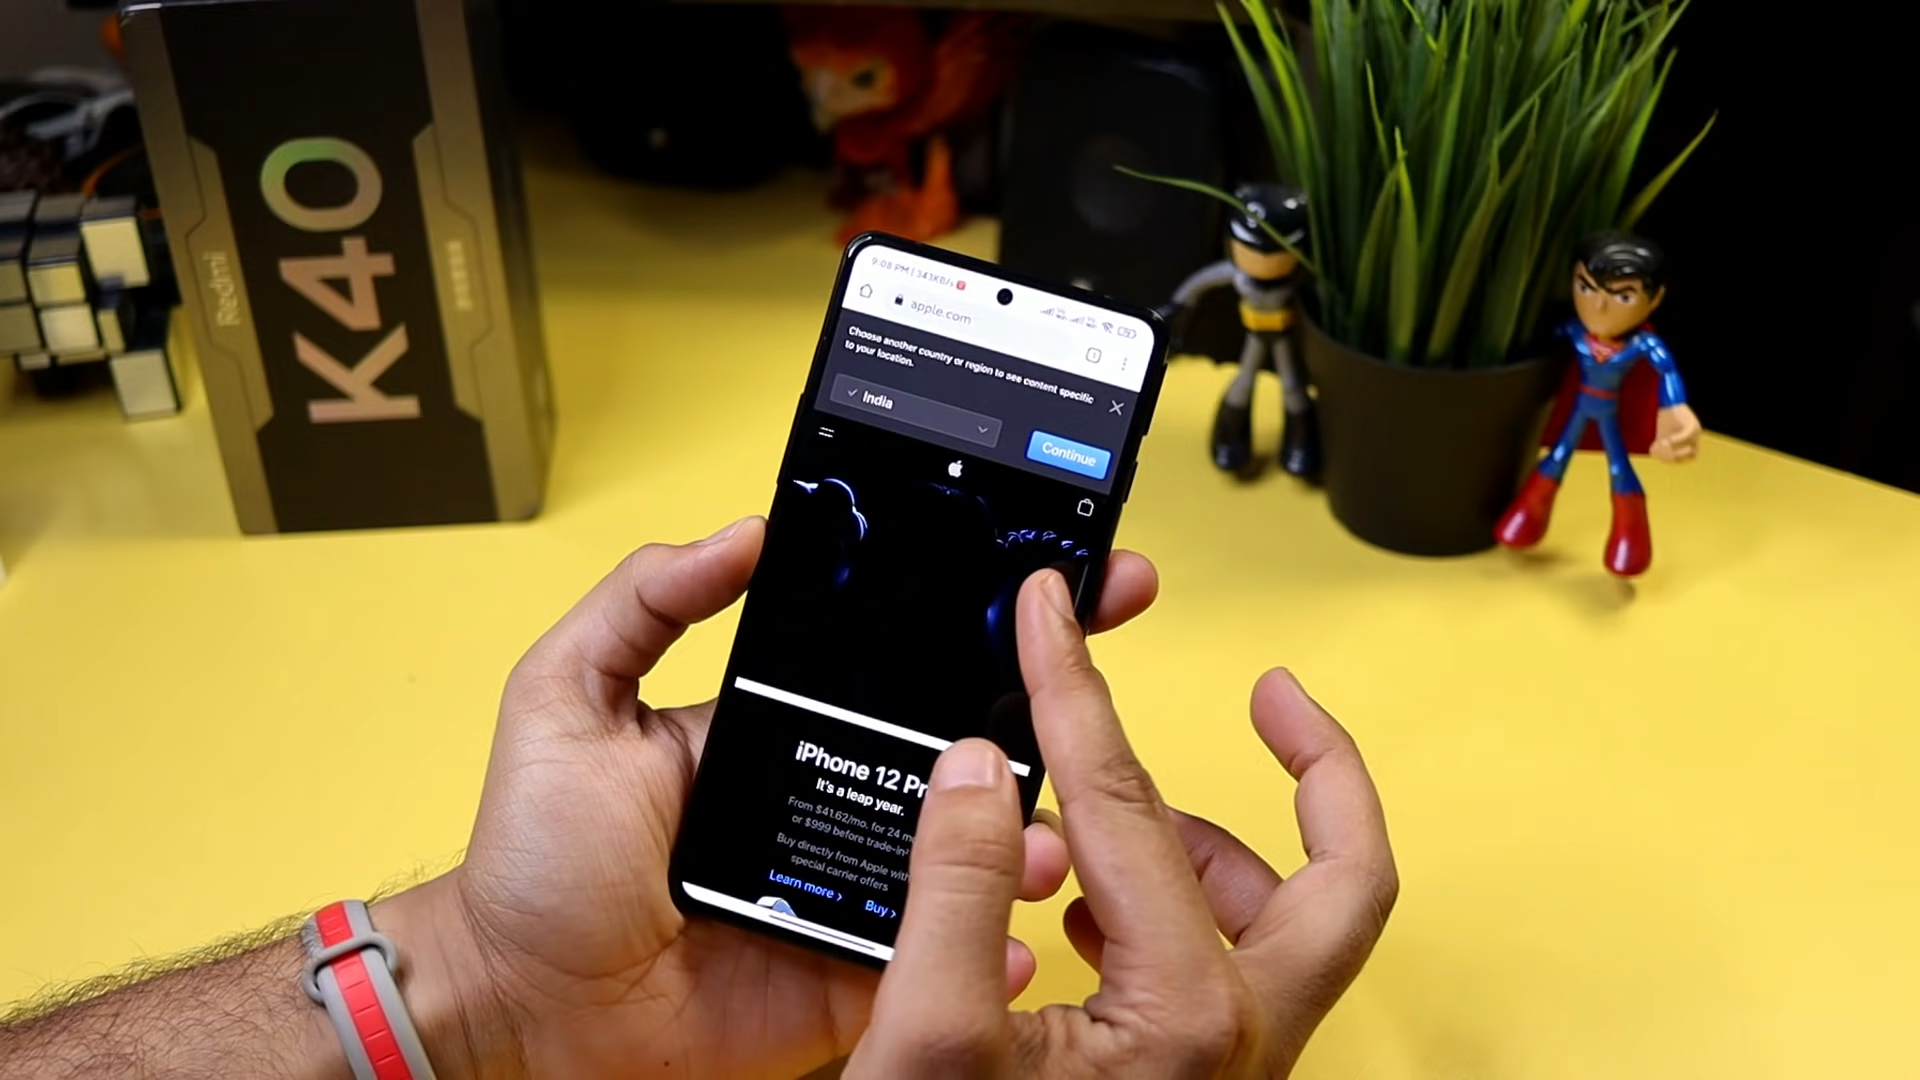 Redmi
K40
9:08 PM | 343KB/s
apple.com
Choose another country or region to see content specific
to your location.
India
Continue
iPhone 12 Pr
It's a leap year.
From $41.62/mo. for 24 m
or $999 before trade-in²
Buy directly from Apple with
special carrier offers
Learn more >
Buy >